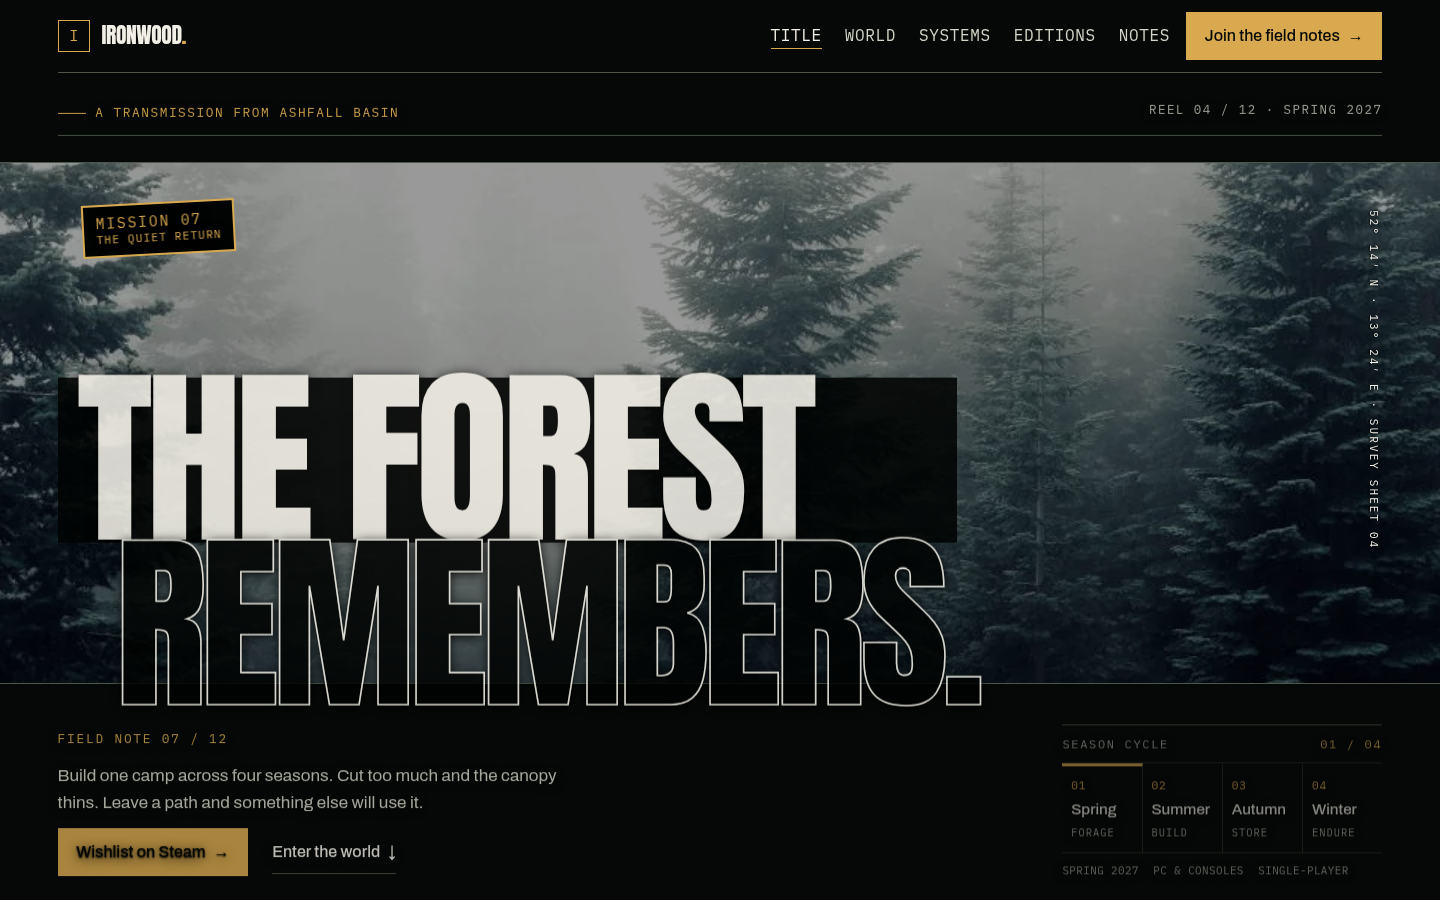 I IRONWOOD.
TITLE WORLD SYSTEMS EDITIONS NOTES Join the field notes →
A TRANSMISSION FROM ASHFALL BASIN
REEL 04 / 12 · SPRING 2027
MISSION 07
THE QUIET RETURN
52° 14′ N · 13° 24′ E · SURVEY SHEET 04
THE FOREST
REMEMBERS.
FIELD NOTE 07 / 12
Build one camp across four seasons. Cut too much and the canopy
thins. Leave a path and something else will use it.
Wishlist on Steam → Enter the world ↓
SEASON CYCLE 01 / 04
01 02 03 04
Spring Summer Autumn Winter
FORAGE BUILD STORE ENDURE
SPRING 2027 PC & CONSOLES SINGLE-PLAYER